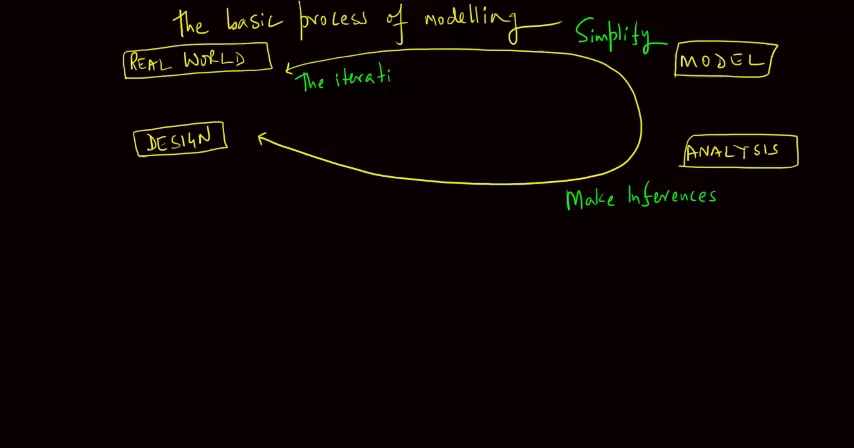 The basic process of modelling
Simplify
REAL WORLD
MODEL
The iterati
DESIGN
ANALYSIS
Make Inferences